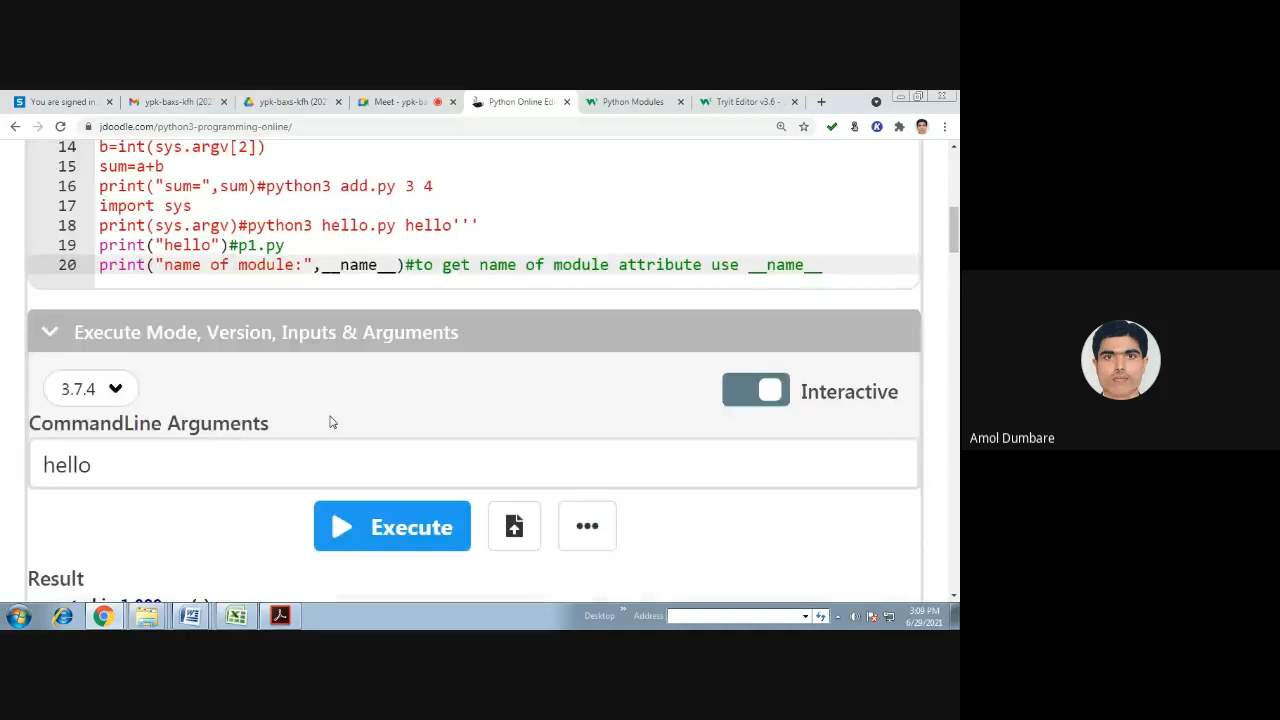 You are signed in
ypk-baxs-kfh (202
ypk-baxs-kfh (202
Meet - ypk-ba
Python Online Edi
Python Modules
Tryit Editor v3.6 -
jdoodle.com/python3-programming-online/
14 b=int(sys.argv[2])
15 sum=a+b
16 print("sum=",sum)#python3 add.py 3 4
17 import sys
18 print(sys.argv)#python3 hello.py hello'''
19 print("hello")#p1.py
20 print("name of module:",__name__)#to get name of module attribute use __name__
Execute Mode, Version, Inputs & Arguments
3.7.4
Interactive
CommandLine Arguments
hello
Execute
Result
Amol Dumbare
Desktop
Address
3:09 PM
6/29/2021